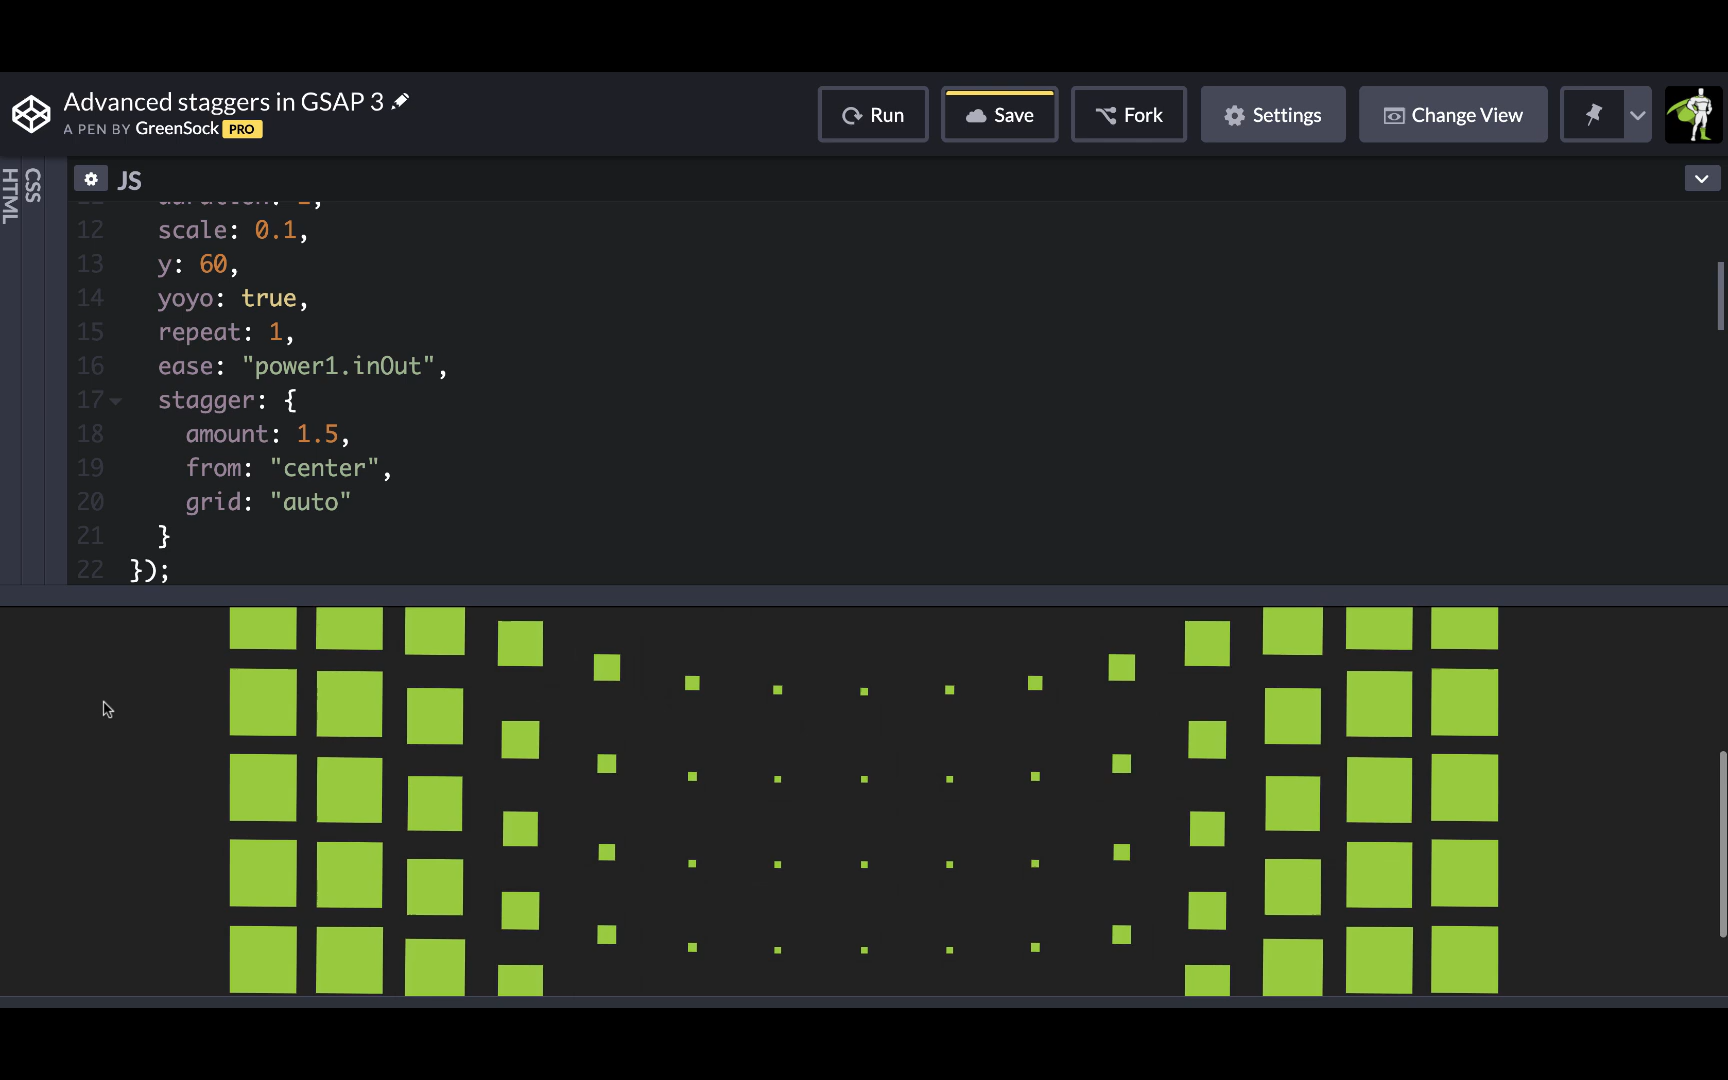 Advanced staggers in GSAP 3
A PEN BY GreenSock PRO
Run
Save
Fork
Settings
Change View
HTML
CSS
JS
12 scale: 0.1,
13 y: 60,
14 yoyo: true,
15 repeat: 1,
16 ease: "power1.inOut",
17 stagger: {
18 amount: 1.5,
19 from: "center",
20 grid: "auto"
21 }
22 });